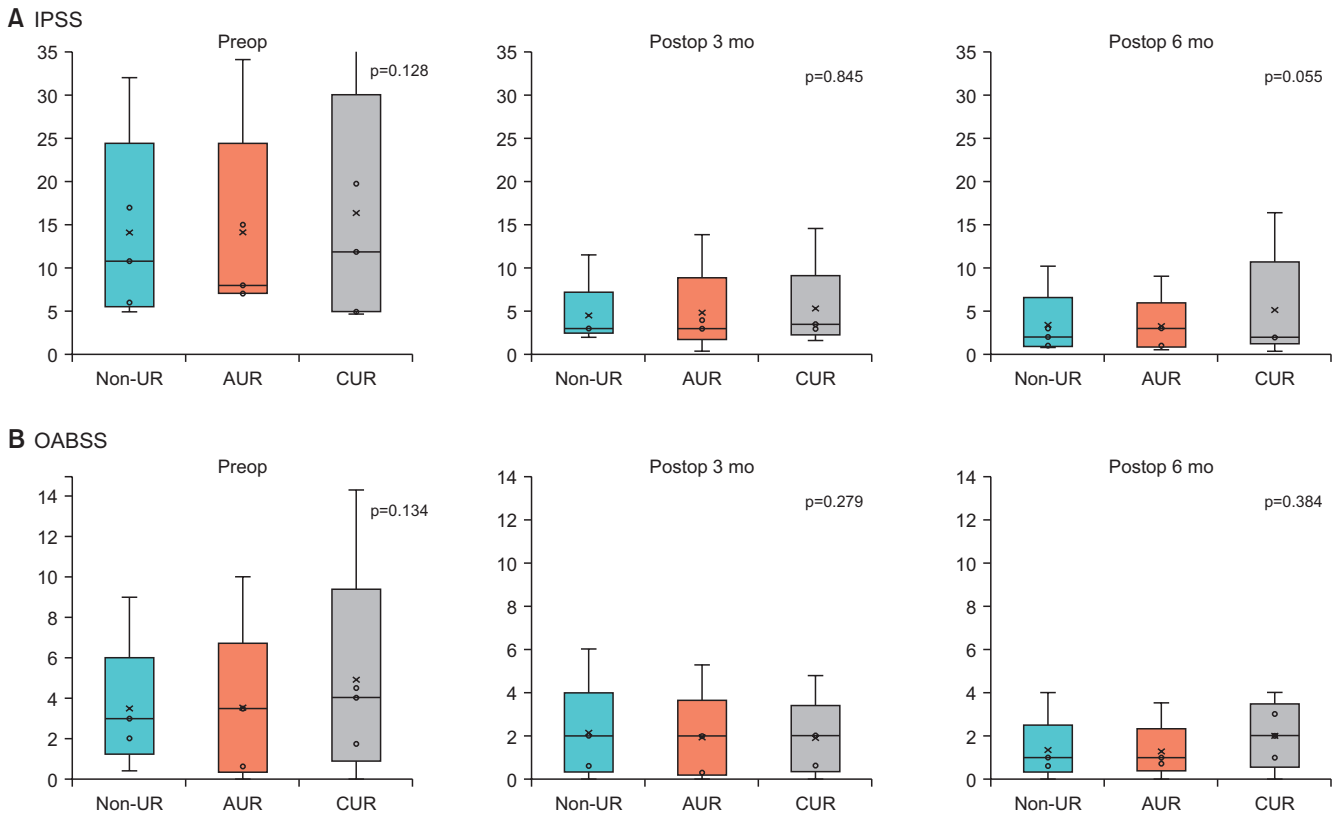 A IPSS
Preop
Postop 3 mo
Postop 6 mo
35
30
25
20
15
10
5
0
p=0.128
Non-UR
AUR
CUR
35
30
25
20
15
10
5
0
p=0.845
Non-UR
AUR
CUR
35
30
25
20
15
10
5
0
p=0.055
Non-UR
AUR
CUR
B OABSS
Preop
Postop 3 mo
Postop 6 mo
14
12
10
8
6
4
2
0
p=0.134
Non-UR
AUR
CUR
14
12
10
8
6
4
2
0
p=0.279
Non-UR
AUR
CUR
14
12
10
8
6
4
2
0
p=0.384
Non-UR
AUR
CUR